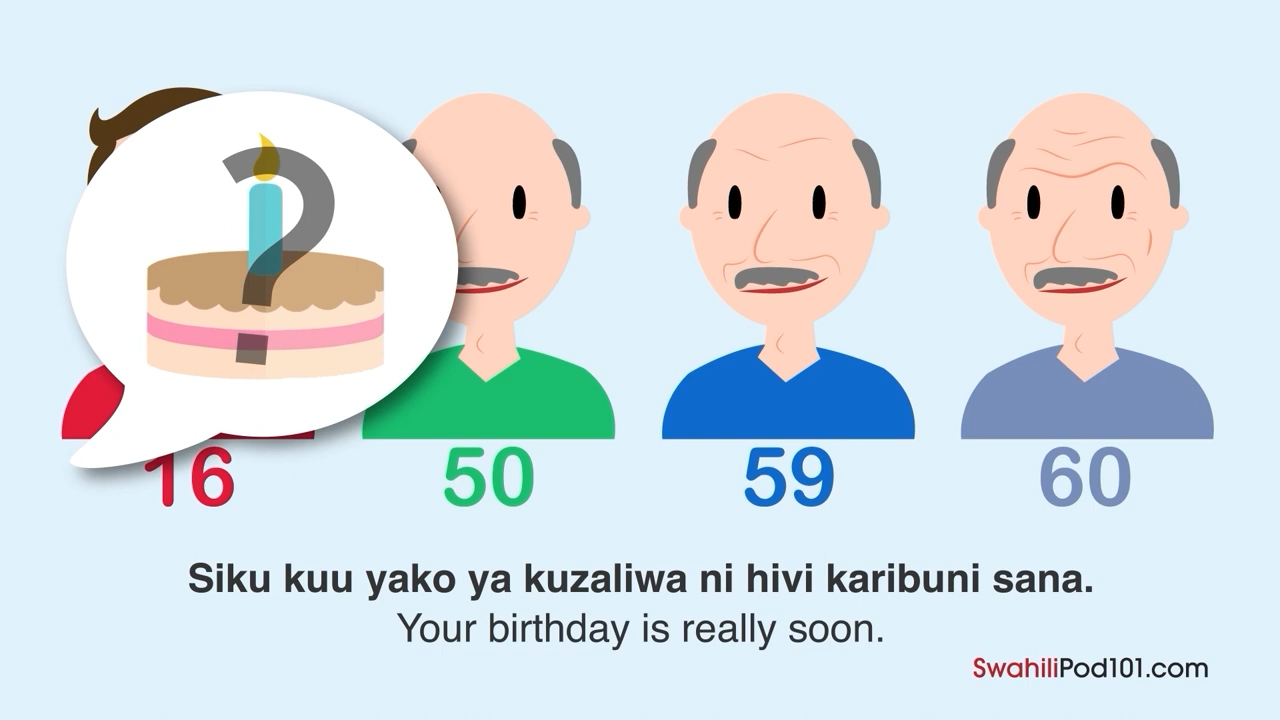 ?
16
50
59
60
Siku kuu yako ya kuzaliwa ni hivi karibuni sana.
Your birthday is really soon.
SwahiliPod101.com